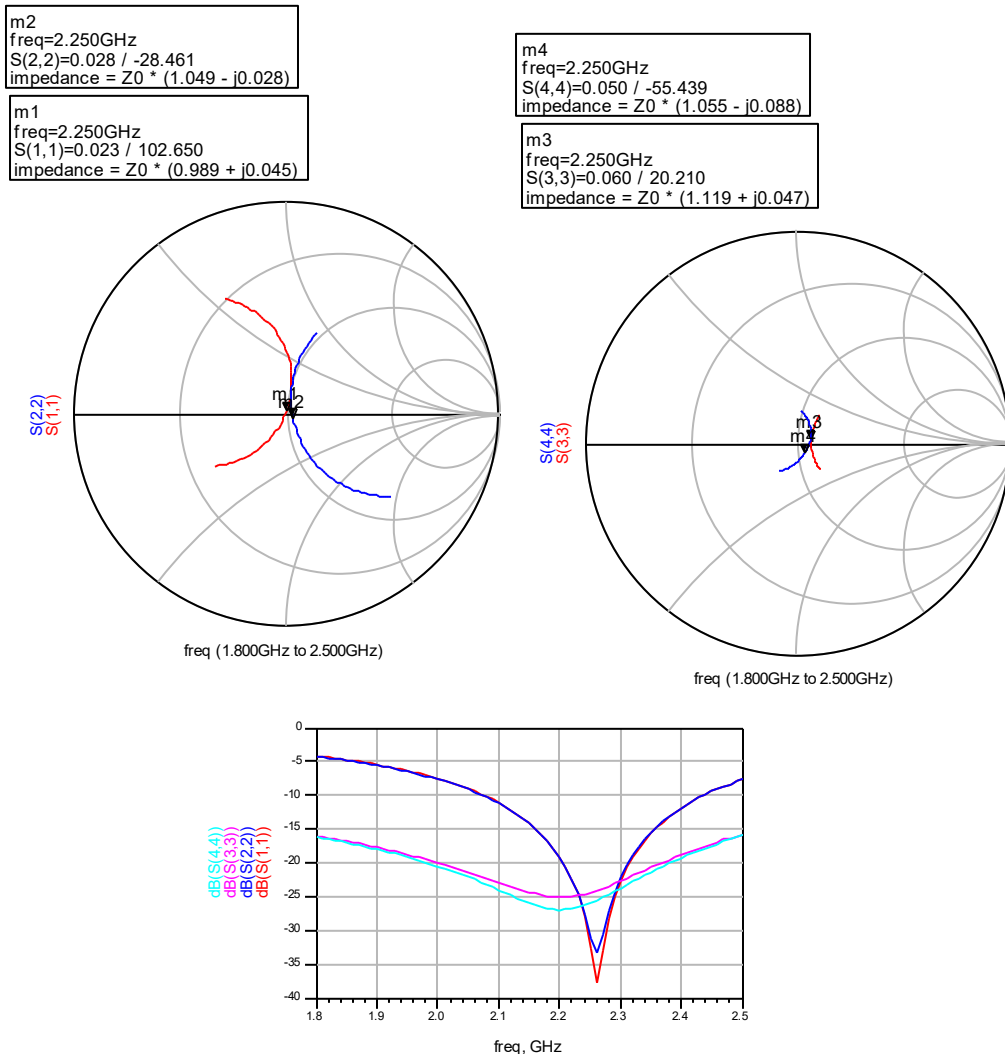 m2
freq=2.250GHz
S(2,2)=0.028 / -28.461
impedance = Z0 * (1.049 - j0.028)
m1
freq=2.250GHz
S(1,1)=0.023 / 102.650
impedance = Z0 * (0.989 + j0.045)
m4
freq=2.250GHz
S(4,4)=0.050 / -55.439
impedance = Z0 * (1.055 - j0.088)
m3
freq=2.250GHz
S(3,3)=0.060 / 20.210
impedance = Z0 * (1.119 + j0.047)
S(2,2)
S(1,1)
m1
m2
freq (1.800GHz to 2.500GHz)
S(4,4)
S(3,3)
m3
m4
freq (1.800GHz to 2.500GHz)
dB(S(4,4))
dB(S(3,3))
dB(S(2,2))
dB(S(1,1))
0
-5
-10
-15
-20
-25
-30
-35
-40
1.8 1.9 2.0 2.1 2.2 2.3 2.4 2.5
freq, GHz